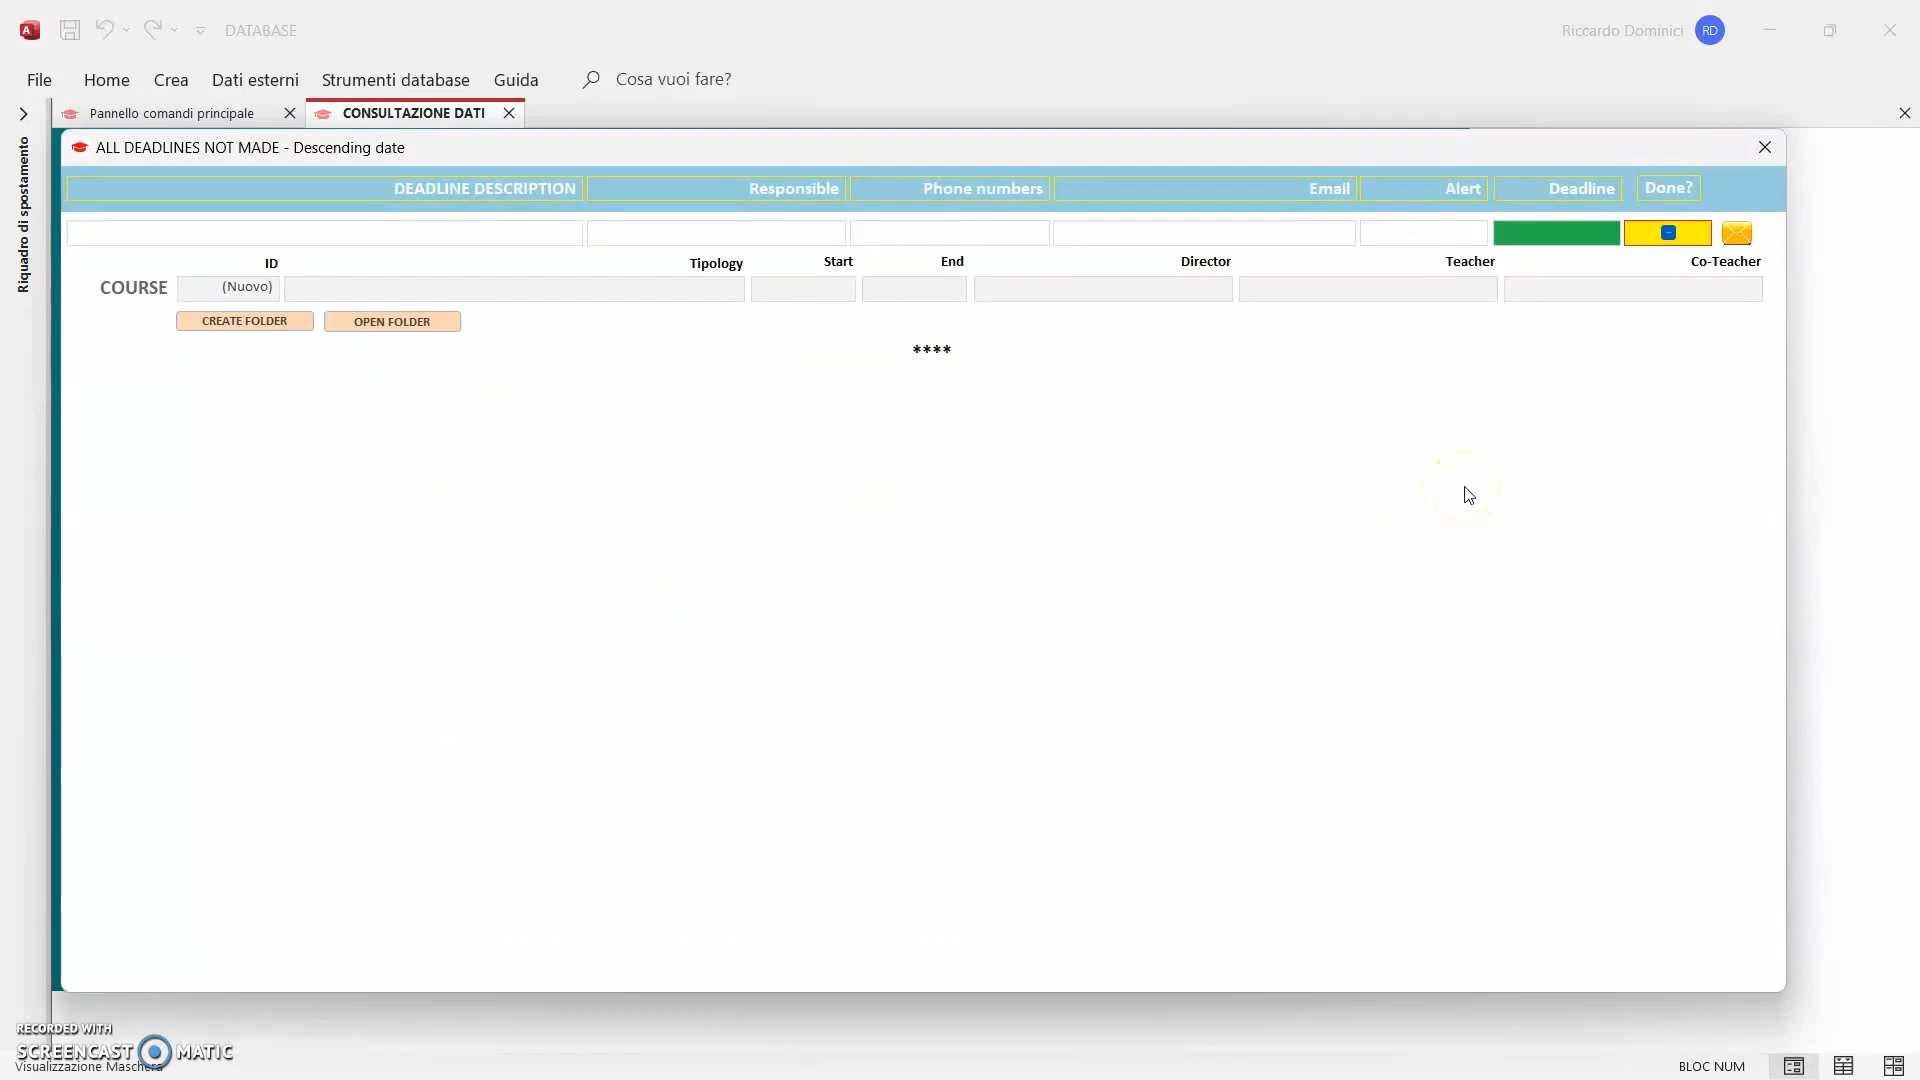 A DATABASE Riccardo Dominici RD
File Home Crea Dati esterni Strumenti database Guida Cosa vuoi fare?
Pannello comandi principale CONSULTAZIONE DATI
Riquadro di spostamento
ALL DEADLINES NOT MADE - Descending date
DEADLINE DESCRIPTION Responsible Phone numbers Email Alert Deadline Done?
ID Tipology Start End Director Teacher Co-Teacher
COURSE (Nuovo)
CREATE FOLDER OPEN FOLDER
****
RECORDED WITH
SCREENCAST MATIC
Visualizzazione Maschera BLOC NUM